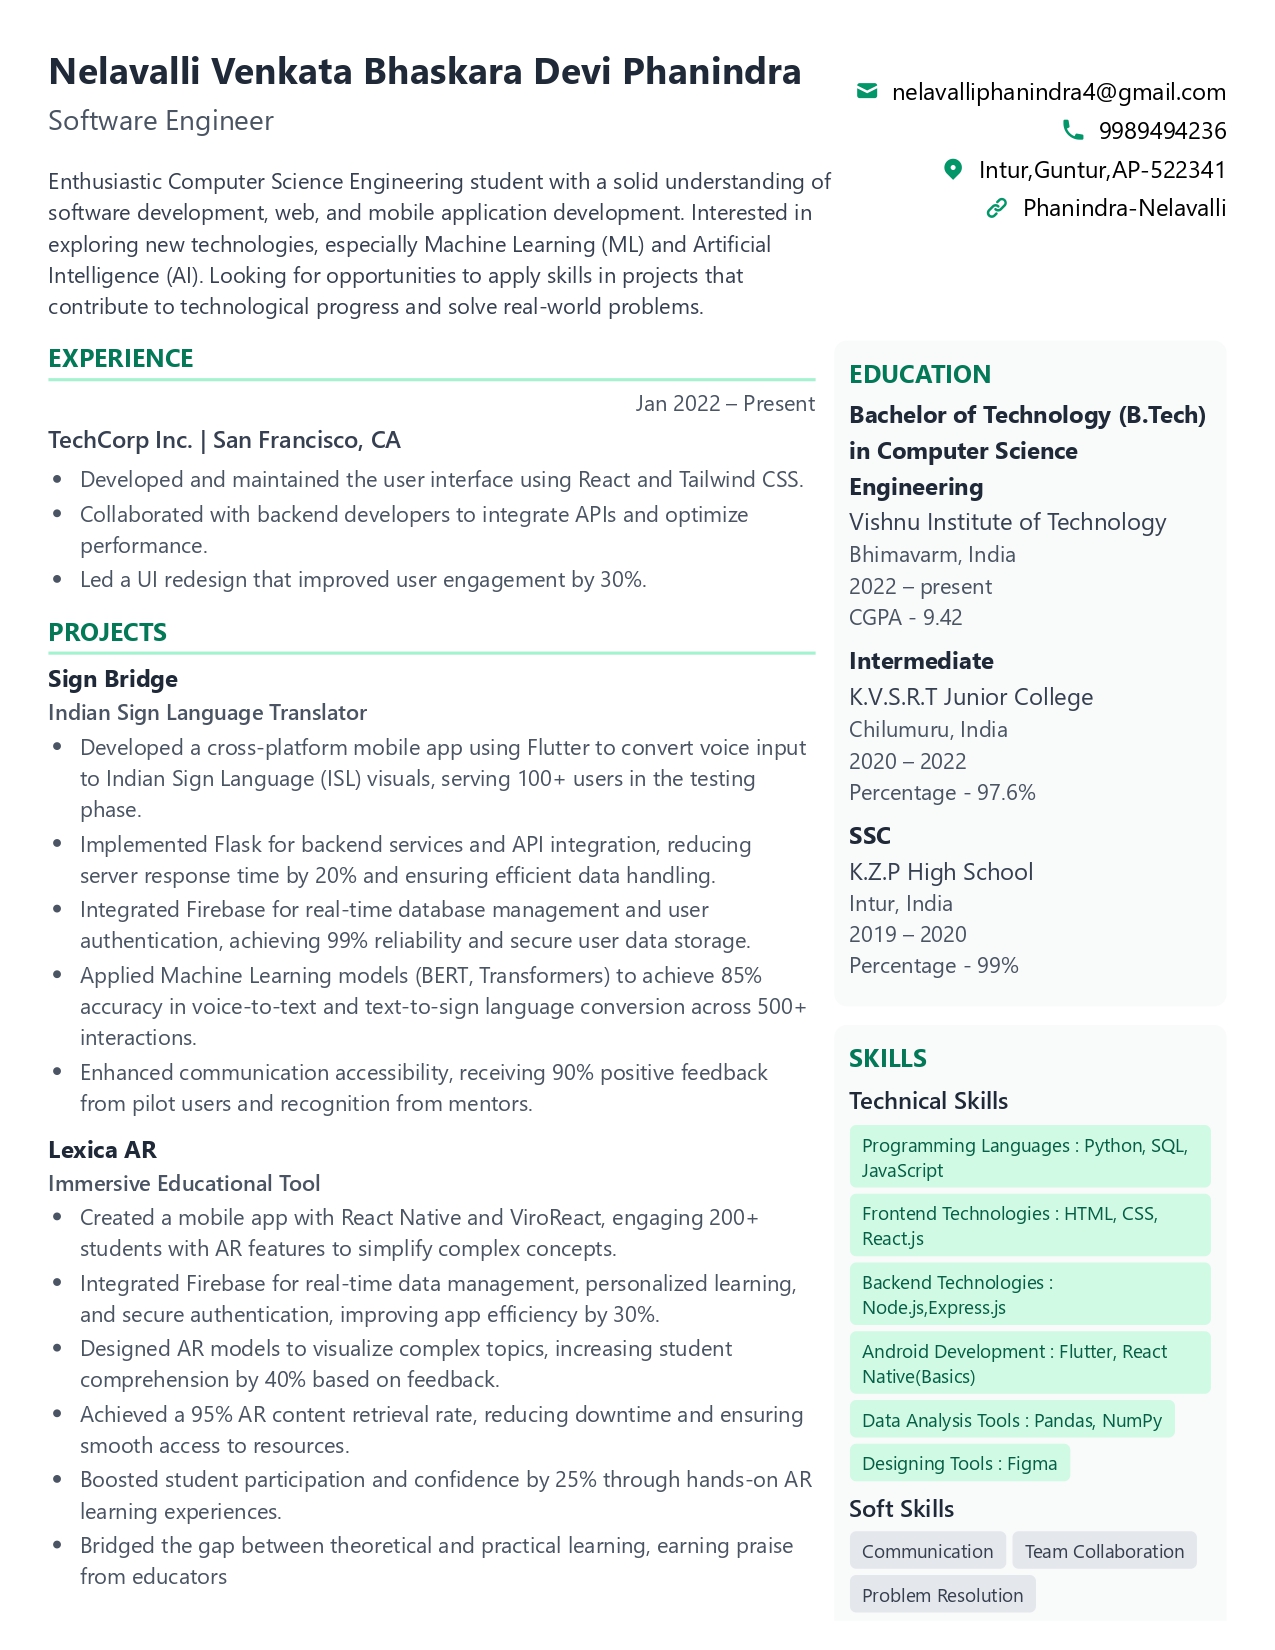 Nelavalli Venkata Bhaskara Devi Phanindra
Software Engineer
Enthusiastic Computer Science Engineering student with a solid understanding of
software development, web, and mobile application development. Interested in
exploring new technologies, especially Machine Learning (ML) and Artificial
Intelligence (AI). Looking for opportunities to apply skills in projects that
contribute to technological progress and solve real-world problems.
nelavalliphanindra4@gmail.com
9989494236
Intur,Guntur,AP-522341
Phanindra-Nelavalli
EXPERIENCE
Jan 2022 – Present
TechCorp Inc. | San Francisco, CA
• Developed and maintained the user interface using React and Tailwind CSS.
• Collaborated with backend developers to integrate APIs and optimize
performance.
• Led a UI redesign that improved user engagement by 30%.
PROJECTS
Sign Bridge
Indian Sign Language Translator
• Developed a cross-platform mobile app using Flutter to convert voice input
to Indian Sign Language (ISL) visuals, serving 100+ users in the testing
phase.
• Implemented Flask for backend services and API integration, reducing
server response time by 20% and ensuring efficient data handling.
• Integrated Firebase for real-time database management and user
authentication, achieving 99% reliability and secure user data storage.
• Applied Machine Learning models (BERT, Transformers) to achieve 85%
accuracy in voice-to-text and text-to-sign language conversion across 500+
interactions.
• Enhanced communication accessibility, receiving 90% positive feedback
from pilot users and recognition from mentors.
Lexica AR
Immersive Educational Tool
• Created a mobile app with React Native and ViroReact, engaging 200+
students with AR features to simplify complex concepts.
• Integrated Firebase for real-time data management, personalized learning,
and secure authentication, improving app efficiency by 30%.
• Designed AR models to visualize complex topics, increasing student
comprehension by 40% based on feedback.
• Achieved a 95% AR content retrieval rate, reducing downtime and ensuring
smooth access to resources.
• Boosted student participation and confidence by 25% through hands-on AR
learning experiences.
• Bridged the gap between theoretical and practical learning, earning praise
from educators
EDUCATION
Bachelor of Technology (B.Tech)
in Computer Science
Engineering
Vishnu Institute of Technology
Bhimavarm, India
2022 – present
CGPA - 9.42
Intermediate
K.V.S.R.T Junior College
Chilumuru, India
2020 – 2022
Percentage - 97.6%
SSC
K.Z.P High School
Intur, India
2019 – 2020
Percentage - 99%
SKILLS
Technical Skills
Programming Languages : Python, SQL,
JavaScript
Frontend Technologies : HTML, CSS,
React.js
Backend Technologies :
Node.js,Express.js
Android Development : Flutter, React
Native(Basics)
Data Analysis Tools : Pandas, NumPy
Designing Tools : Figma
Soft Skills
Communication Team Collaboration
Problem Resolution